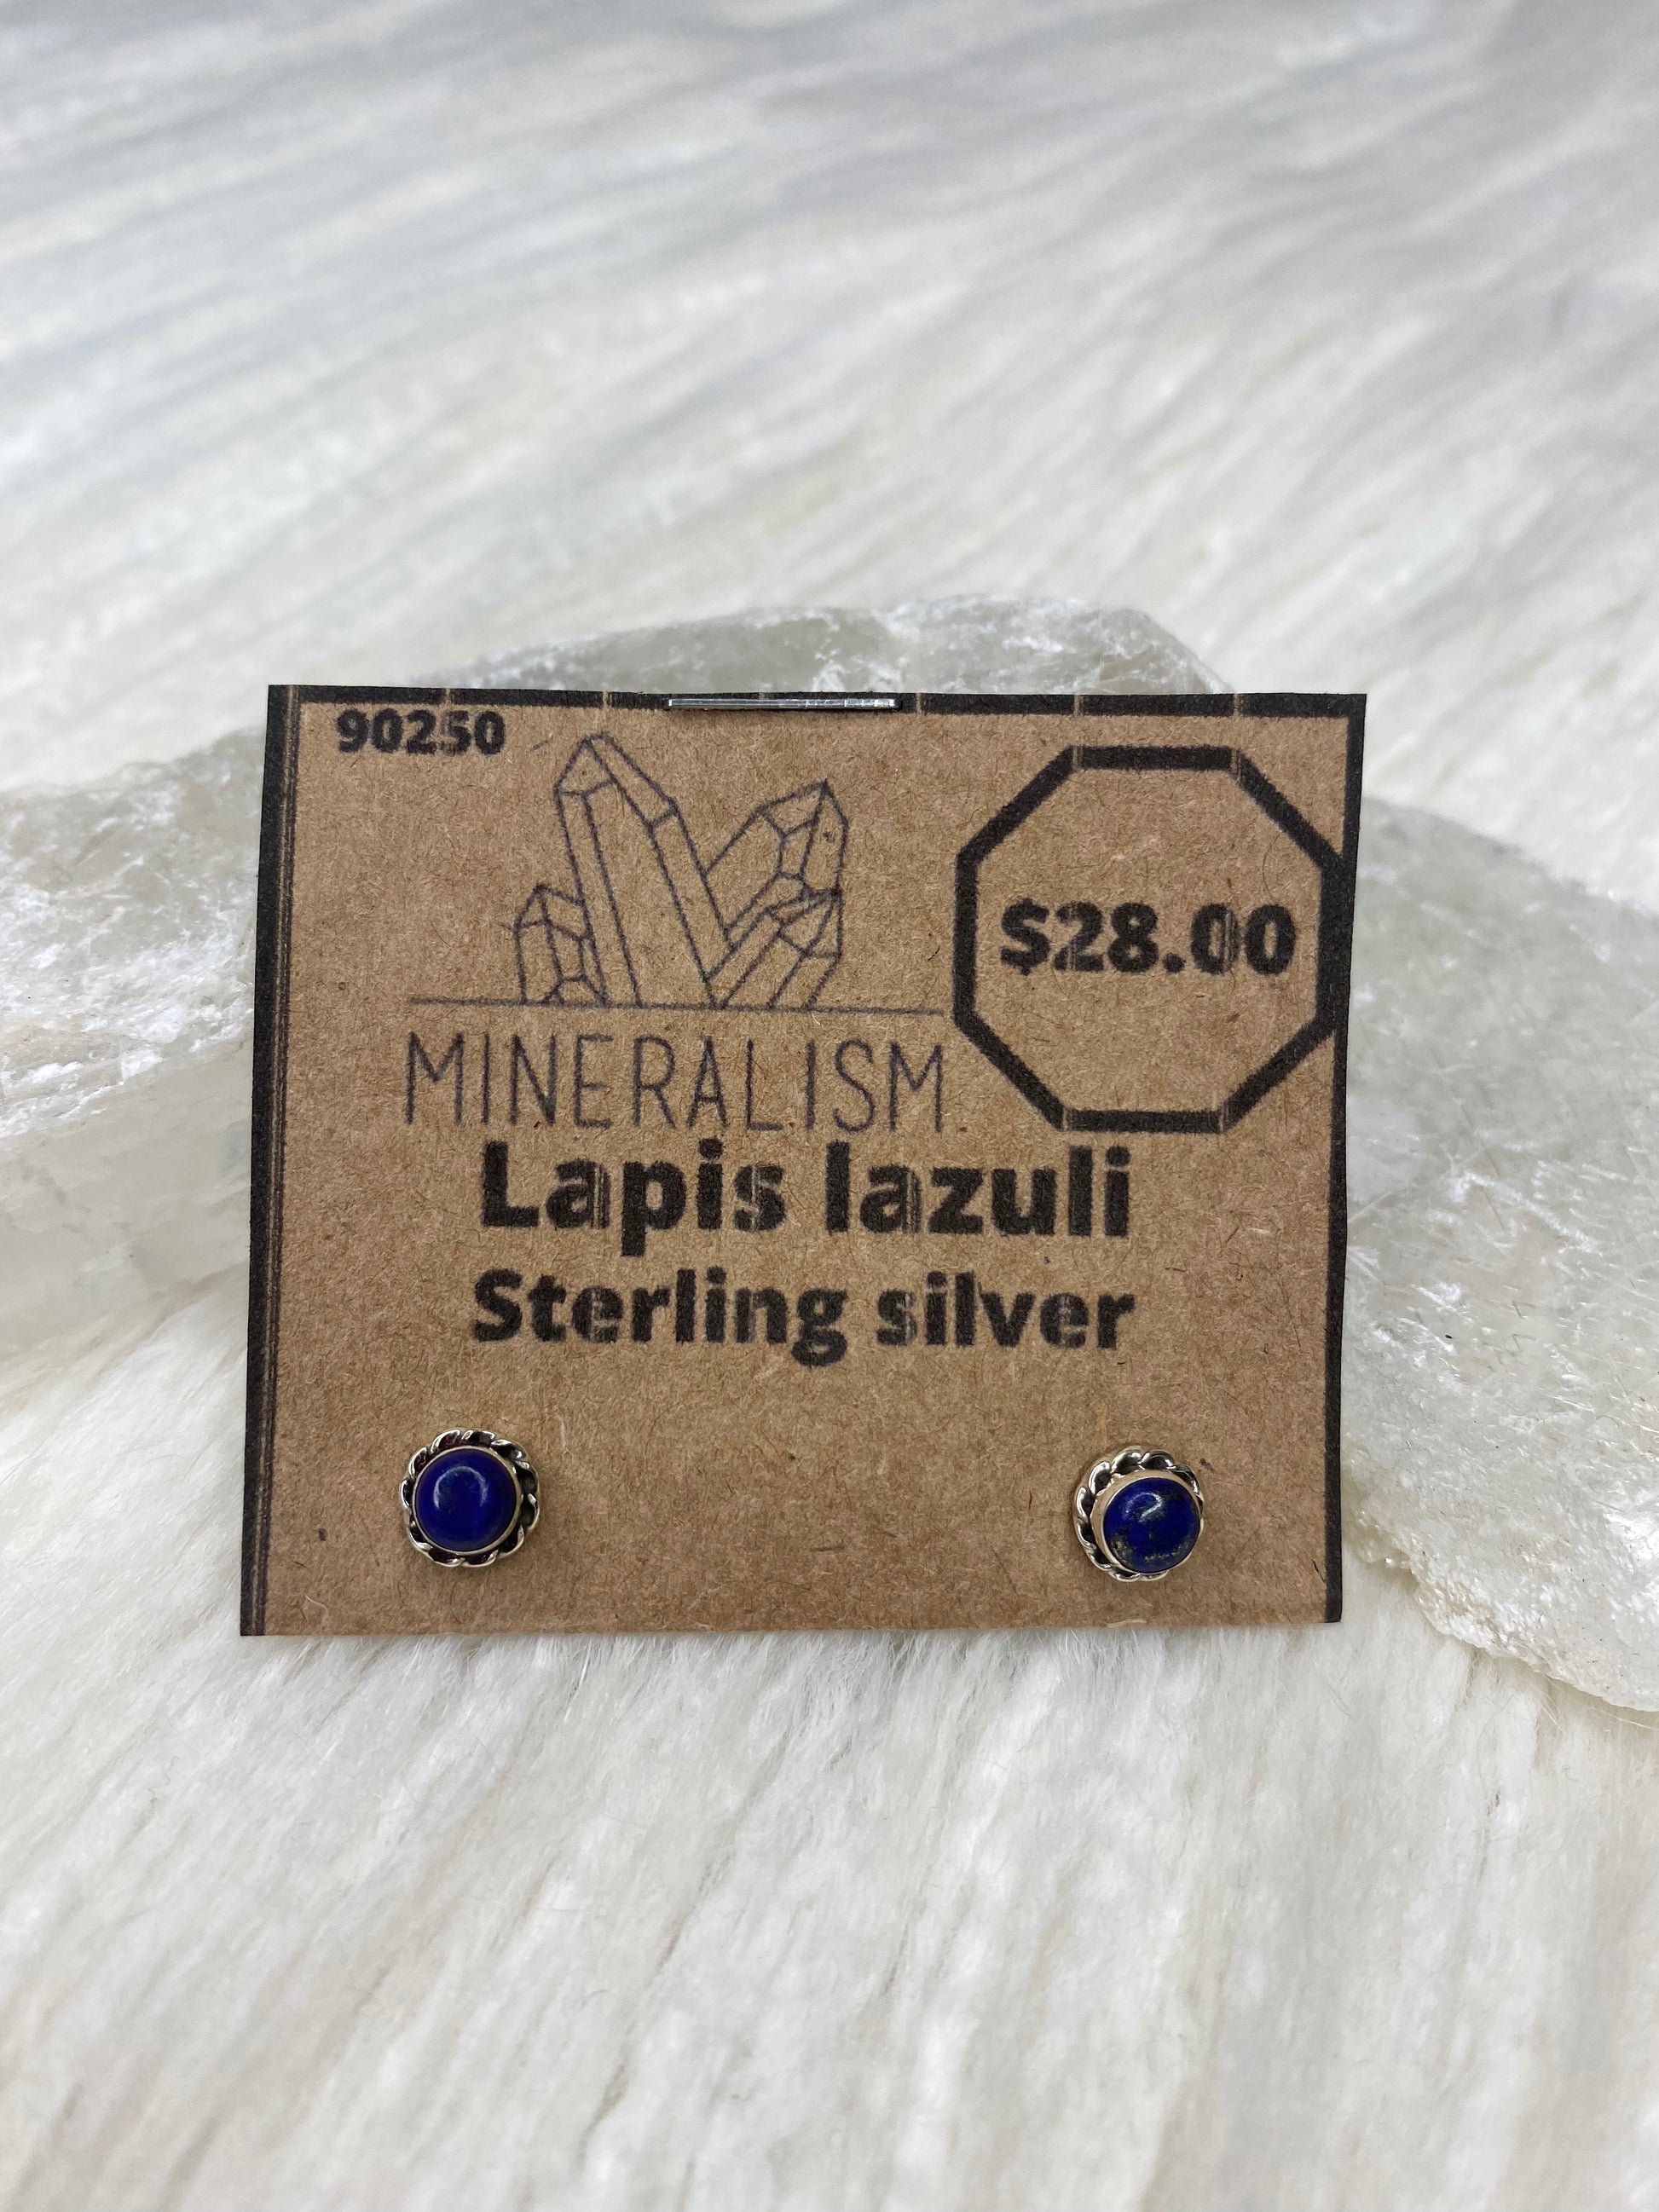 90250
$28.00
MINERALISM
Lapis lazuli
Sterling silver